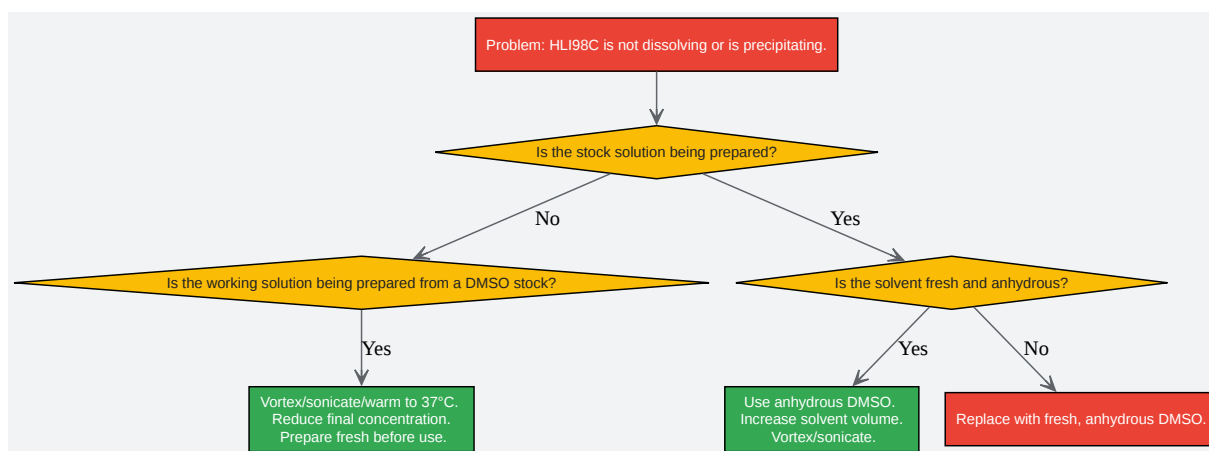 Problem: HLI98C is not dissolving or is precipitating.
Is the stock solution being prepared?
No
Yes
Is the working solution being prepared from a DMSO stock?
Is the solvent fresh and anhydrous?
Yes
Yes
No
Vortex/sonicate/warm to 37°C.
Reduce final concentration.
Prepare fresh before use.
Use anhydrous DMSO.
Increase solvent volume.
Vortex/sonicate.
Replace with fresh, anhydrous DMSO.